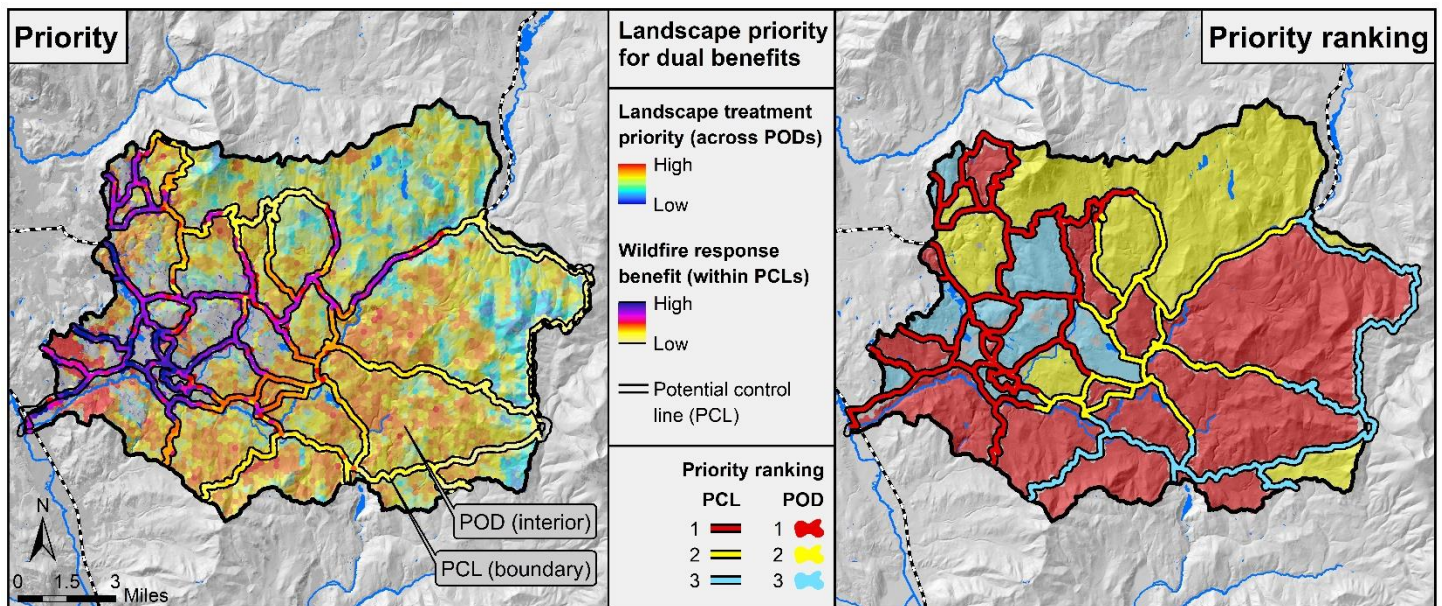 Priority
N
0 1.5 3
Miles
POD (interior)
PCL (boundary)
Landscape priority
for dual benefits
Landscape treatment
priority (across PODs)
High
Low
Wildfire response
benefit (within PCLs)
High
Low
Potential control
line (PCL)
Priority ranking
PCL POD
1 1
2 2
3 3
Priority ranking